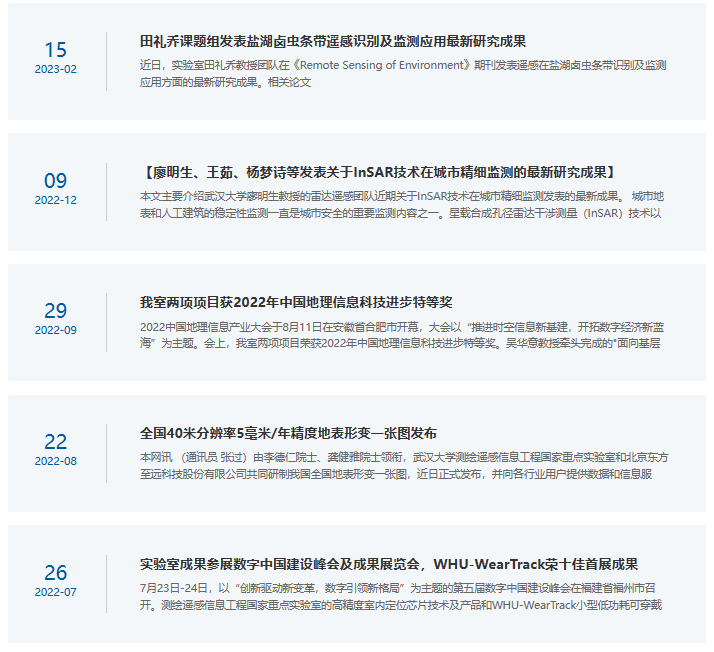 15
2023-02
田礼乔课题组发表盐湖卤虫条带遥感识别及监测应用最新研究成果
近日，实验室田礼乔教授团队在《Remote Sensing of Environment》期刊发表遥感在盐湖卤虫条带识别及监测
应用方面的最新研究成果。相关论文
09
2022-12
【廖明生、王茹、杨梦诗等发表关于InSAR技术在城市精细监测的最新研究成果】
本文主要介绍武汉大学廖明生教授的雷达遥感团队近期关于InSAR技术在城市精细监测发表的最新成果。 城市地
表和人工建筑的稳定性监测一直是城市安全的重要监测内容之一。星载合成孔径雷达干涉测量（InSAR）技术以
29
2022-09
我室两项项目获2022年中国地理信息科技进步特等奖
2022中国地理信息产业大会于8月11日在安徽省合肥市开幕，大会以“推进时空信息新基建，开拓数字经济新蓝
海”为主题。会上，我室两项项目荣获2022年中国地理信息科技进步特等奖。吴华意教授牵头完成的"面向基层
22
2022-08
全国40米分辨率5毫米/年精度地表形变一张图发布
本网讯 （通讯员 张过）由李德仁院士、龚健雅院士领衔，武汉大学测绘遥感信息工程国家重点实验室和北京东方
至远科技股份有限公司共同研制我国全国地表形变一张图，近日正式发布，并向各行业用户提供数据和信息服
26
2022-07
实验室成果参展数字中国建设峰会及成果展览会，WHU-WearTrack荣十佳首展成果
7月23日-24日，以“创新驱动新变革，数字引领新格局”为主题的第五届数字中国建设峰会在福建省福州市召
开。测绘遥感信息工程国家重点实验室的高精度室内定位芯片技术及产品和WHU-WearTrack小型低功耗可穿戴